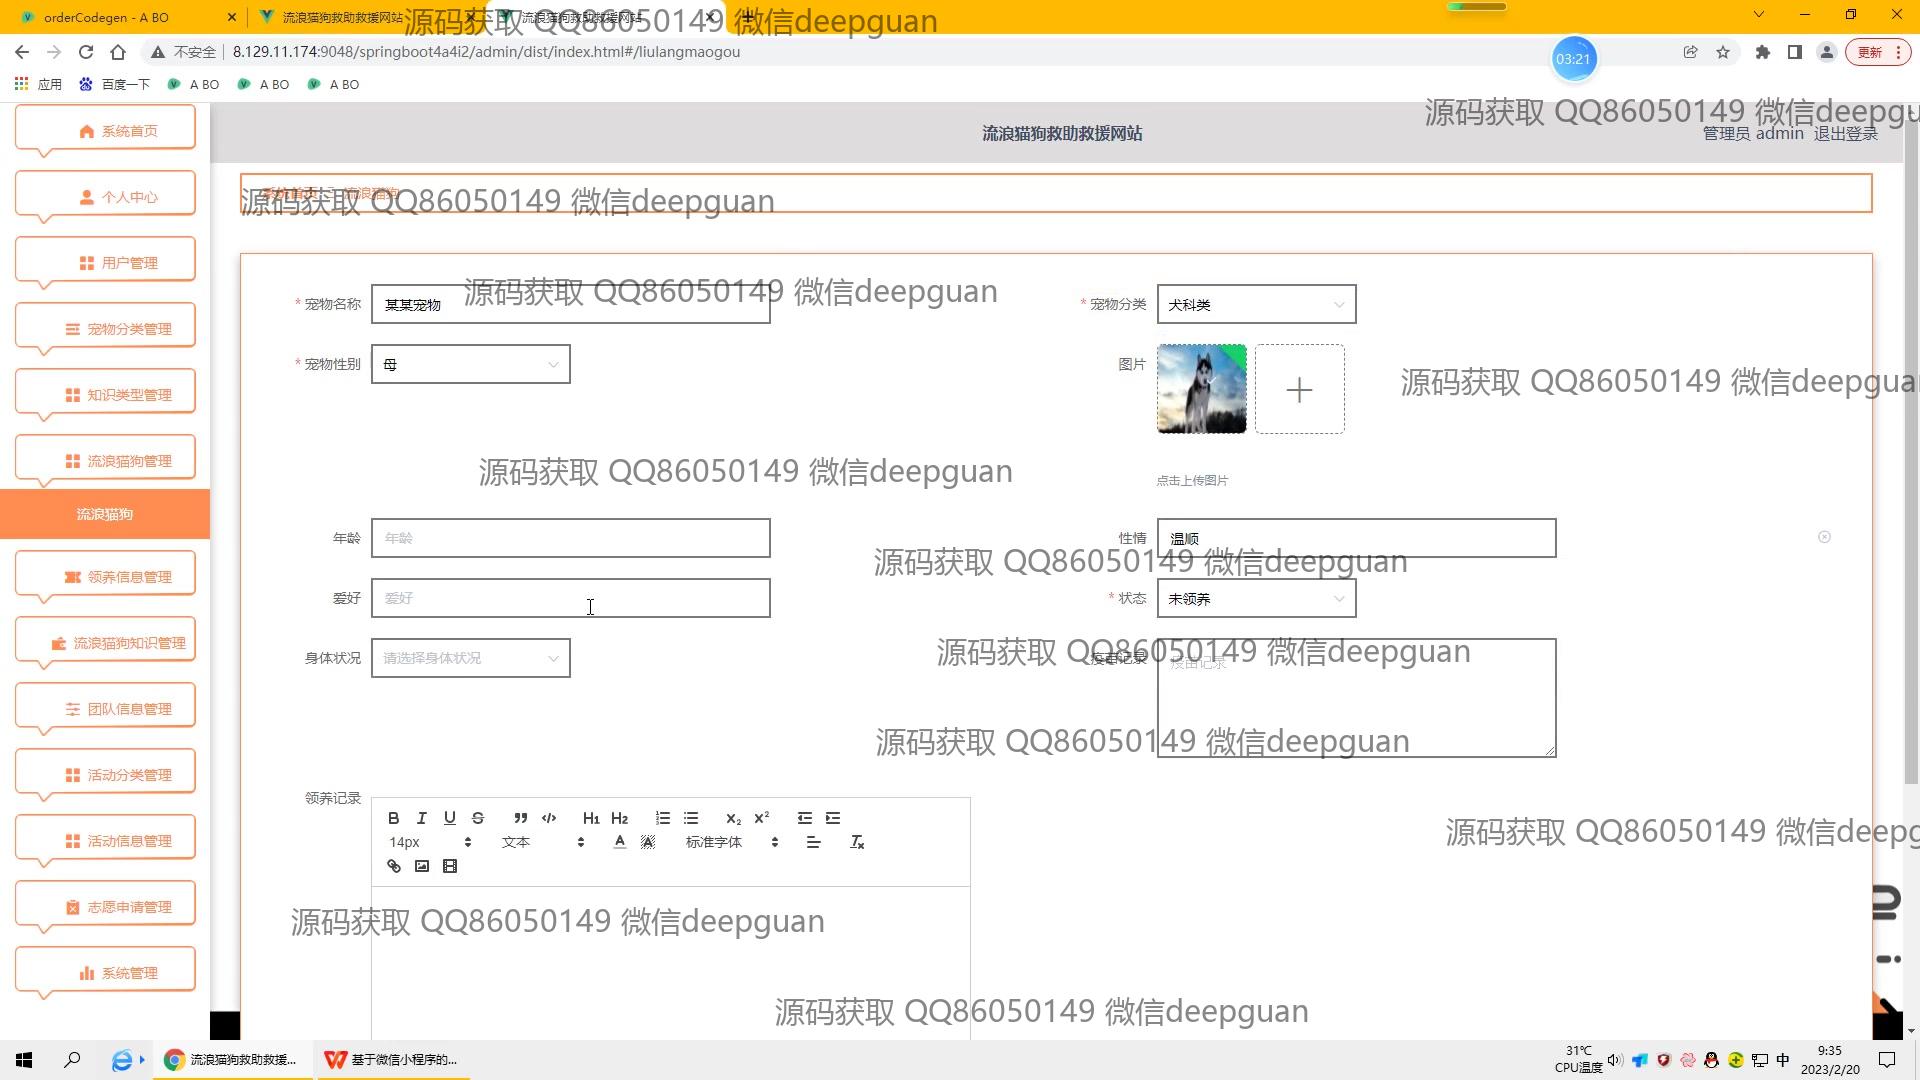 orderCodegen - A BO
流浪猫狗救助救援网站
流浪猫狗救助救援网站
源码获取 QQ86050149 微信deepguan
不安全
8.129.11.174:9048/springboot4a4i2/admin/dist/index.html#/liulangmaogou
03:21
更新
应用
百度一下
A BO
A BO
A BO
源码获取 QQ86050149 微信deepgu
流浪猫狗救助救援网站
管理员 admin
退出登录
系统首页
个人中心
用户管理
宠物分类管理
知识类型管理
流浪猫狗管理
流浪猫狗
领养信息管理
流浪猫狗知识管理
团队信息管理
活动分类管理
活动信息管理
志愿申请管理
系统管理
系统首页
流浪猫狗
源码获取 QQ86050149 微信deepguan
* 宠物名称
某某宠物
源码获取 QQ86050149 微信deepguan
* 宠物分类
犬科类
* 宠物性别
母
图片
源码获取 QQ86050149 微信deepguan
源码获取 QQ86050149 微信deepguan
点击上传图片
年龄
年龄
性情
温顺
源码获取 QQ86050149 微信deepguan
爱好
爱好
* 状态
未领养
身体状况
请选择身体状况
疫苗记录
疫苗记录
源码获取 QQ86050149 微信deepguan
源码获取 QQ86050149 微信deepguan
领养记录
B I U S H1 H2 X2 X2
14px
文本
A
A
标准字体
源码获取 QQ86050149 微信deepg
源码获取 QQ86050149 微信deepguan
源码获取 QQ86050149 微信deepguan
流浪猫狗救助救援...
基于微信小程序的...
31℃
CPU温度
中
9:35
2023/2/20